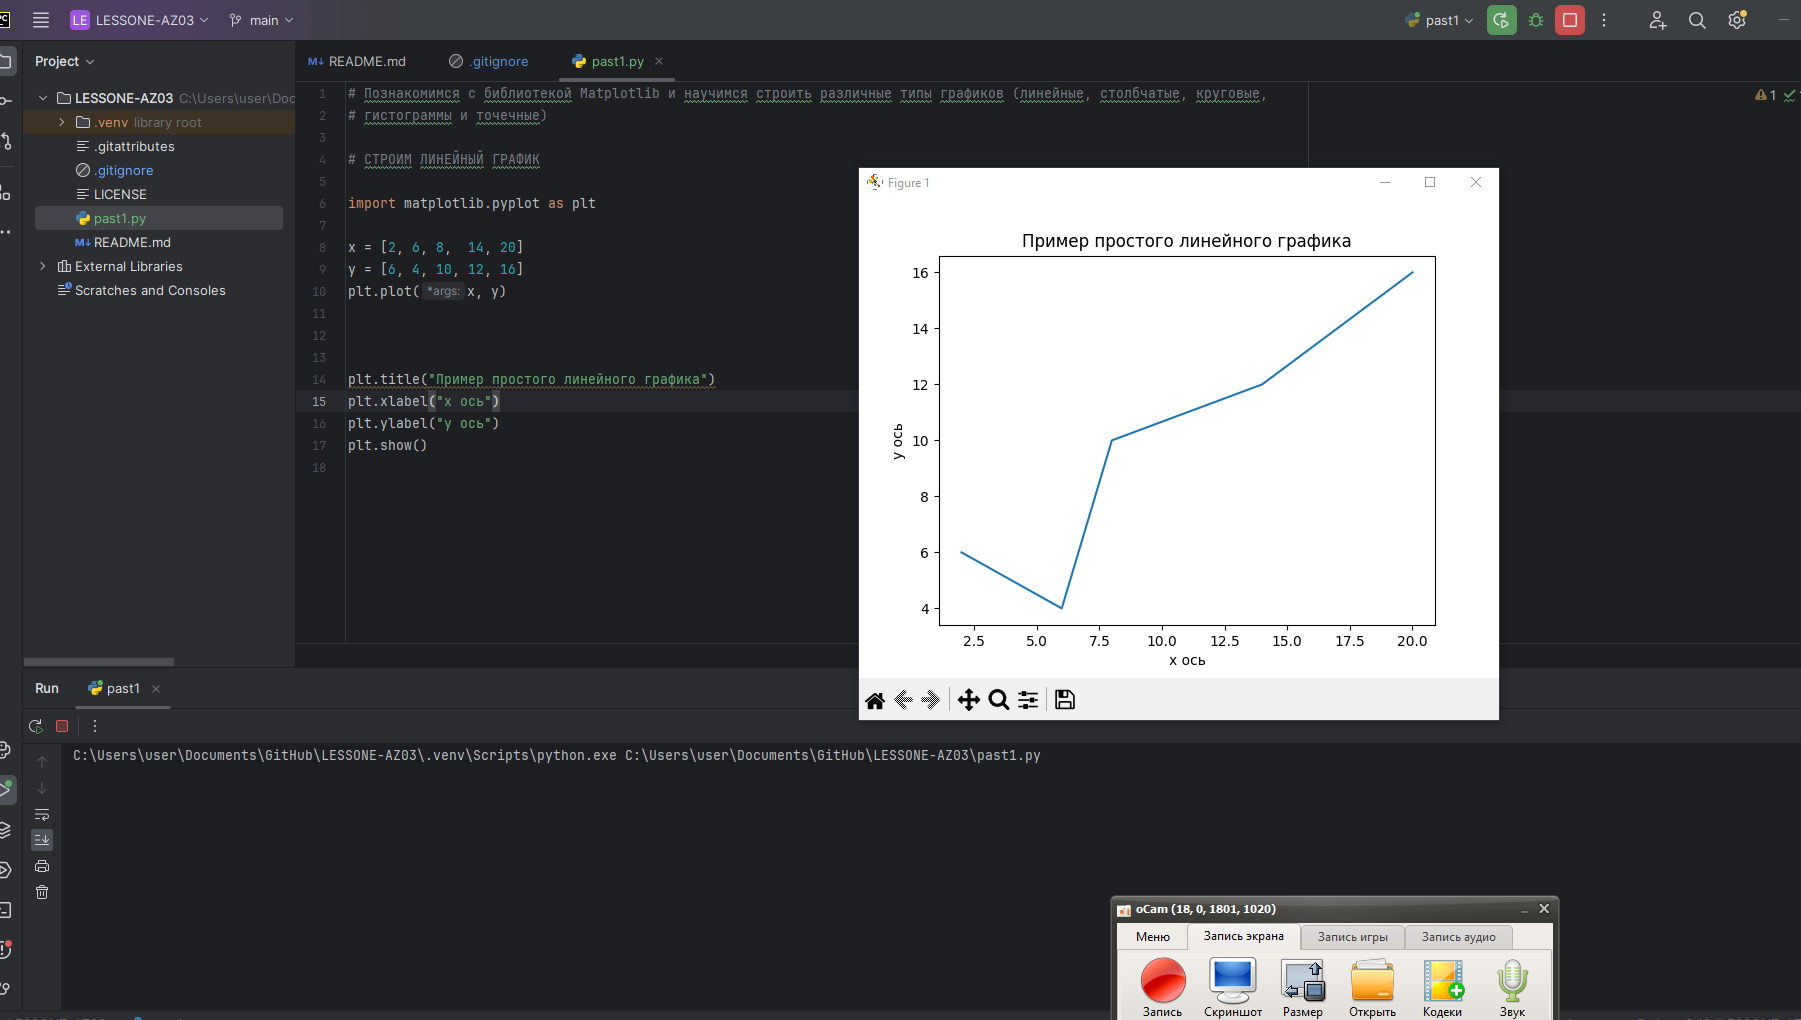 LE LESSONE-AZ03 main past1
Project
README.md .gitignore past1.py
LESSONE-AZ03 C:\Users\user\Doc
.venv library root
.gitattributes
.gitignore
LICENSE
past1.py
README.md
External Libraries
Scratches and Consoles
1 # Познакомимся с библиотекой Matplotlib и научимся строить различные типы графиков (линейные, столбчатые, круговые,
2 # гистограммы и точечные)
3
4 # СТРОИМ ЛИНЕЙНЫЙ ГРАФИК
5
6 import matplotlib.pyplot as plt
7
8 x = [2, 6, 8,  14, 20]
9 y = [6, 4, 10, 12, 16]
10 plt.plot( *args: x, y)
11
12
13
14 plt.title("Пример простого линейного графика")
15 plt.xlabel("x ось")
16 plt.ylabel("y ось")
17 plt.show()
18
1
Figure 1
Пример простого линейного графика
16
14
12
10
8
6
4
y ось
2.5 5.0 7.5 10.0 12.5 15.0 17.5 20.0
x ось
Run past1
C:\Users\user\Documents\GitHub\LESSONE-AZ03\.venv\Scripts\python.exe C:\Users\user\Documents\GitHub\LESSONE-AZ03\past1.py
oCam (18, 0, 1801, 1020)
Меню Запись экрана Запись игры Запись аудио
Запись Скриншот Размер Открыть Кодеки Звук